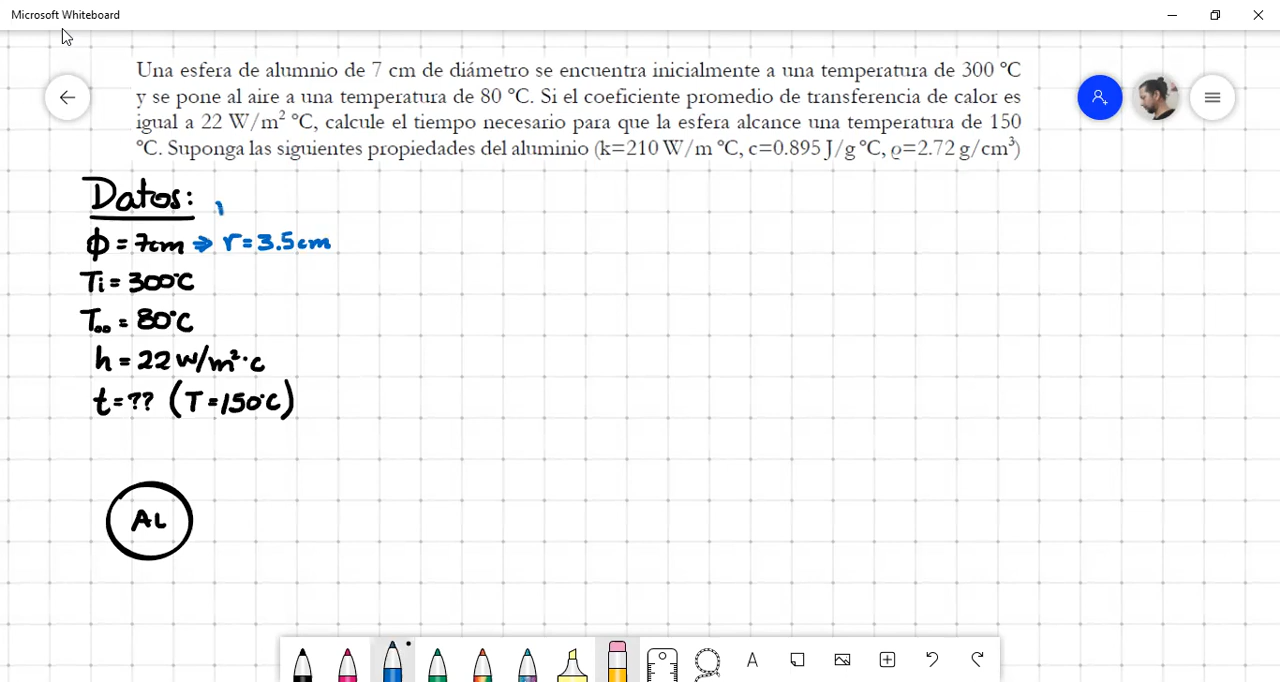 Microsoft Whiteboard
Una esfera de alumnio de 7 cm de diámetro se encuentra inicialmente a una temperatura de 300 °C
y se pone al aire a una temperatura de 80 °C. Si el coeficiente promedio de transferencia de calor es
igual a 22 W/m² °C, calcule el tiempo necesario para que la esfera alcance una temperatura de 150
°C. Suponga las siguientes propiedades del aluminio (k=210 W/m °C, c=0.895 J/g °C, ϱ=2.72 g/cm³)
Datos:
ϕ = 7cm ⇒ r = 3.5cm
Ti = 300°C
T∞ = 80°C
h = 22 W/m²·C
t = ?? (T = 150°C)
AL
A